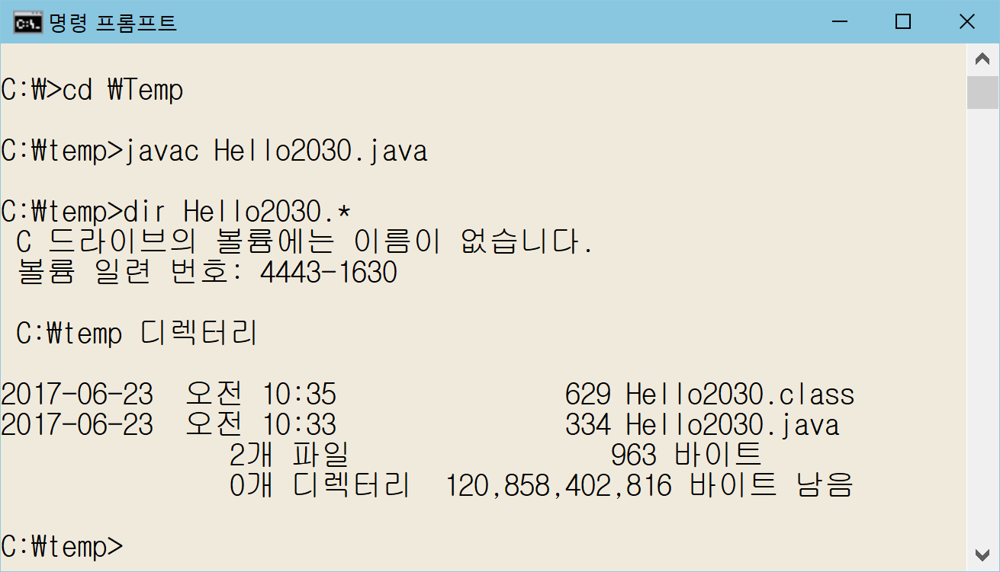 명령 프롬프트
C:₩>cd ₩Temp
C:₩temp>javac Hello2030.java
C:₩temp>dir Hello2030.*
C 드라이브의 볼륨에는 이름이 없습니다.
볼륨 일련 번호: 4443-1630
C:₩temp 디렉터리
2017-06-23  오전 10:35               629 Hello2030.class
2017-06-23  오전 10:33               334 Hello2030.java
2개 파일                 963 바이트
0개 디렉터리  120,858,402,816 바이트 남음
C:₩temp>